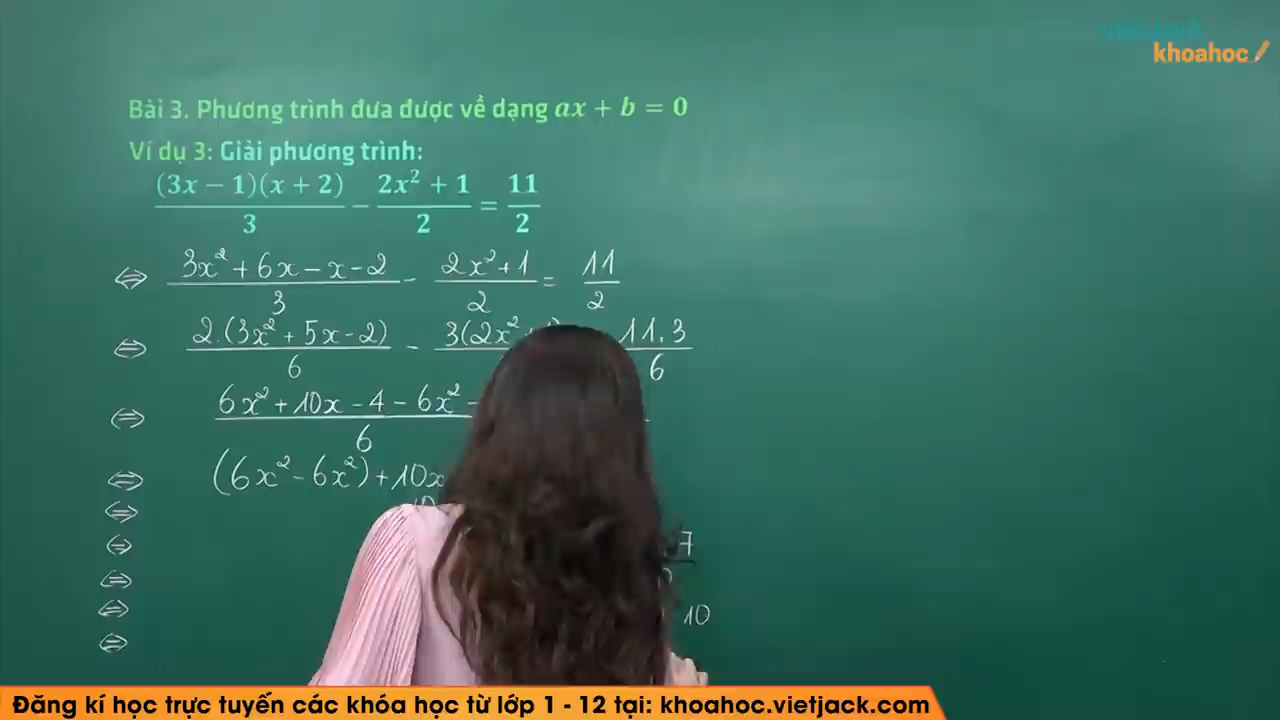 vietjack
khoahoc
Bài 3. Phương trình đưa được về dạng ax + b = 0
Ví dụ 3: Giải phương trình:
(3x − 1)(x + 2)/3 − 2x² + 1/2 = 11/2
⇔ 3x² + 6x − x − 2/3 − 2x² + 1/2 = 11/2
⇔ 2.(3x² + 5x − 2)/6 − 3(2x² 11.3/6
⇔ 6x² + 10x − 4 − 6x² −/6
⇔ (6x² − 6x²) + 10x
⇔ 10
⇔ 7
⇔
⇔ 10
⇔
Đăng kí học trực tuyến các khóa học từ lớp 1 - 12 tại: khoahoc.vietjack.com